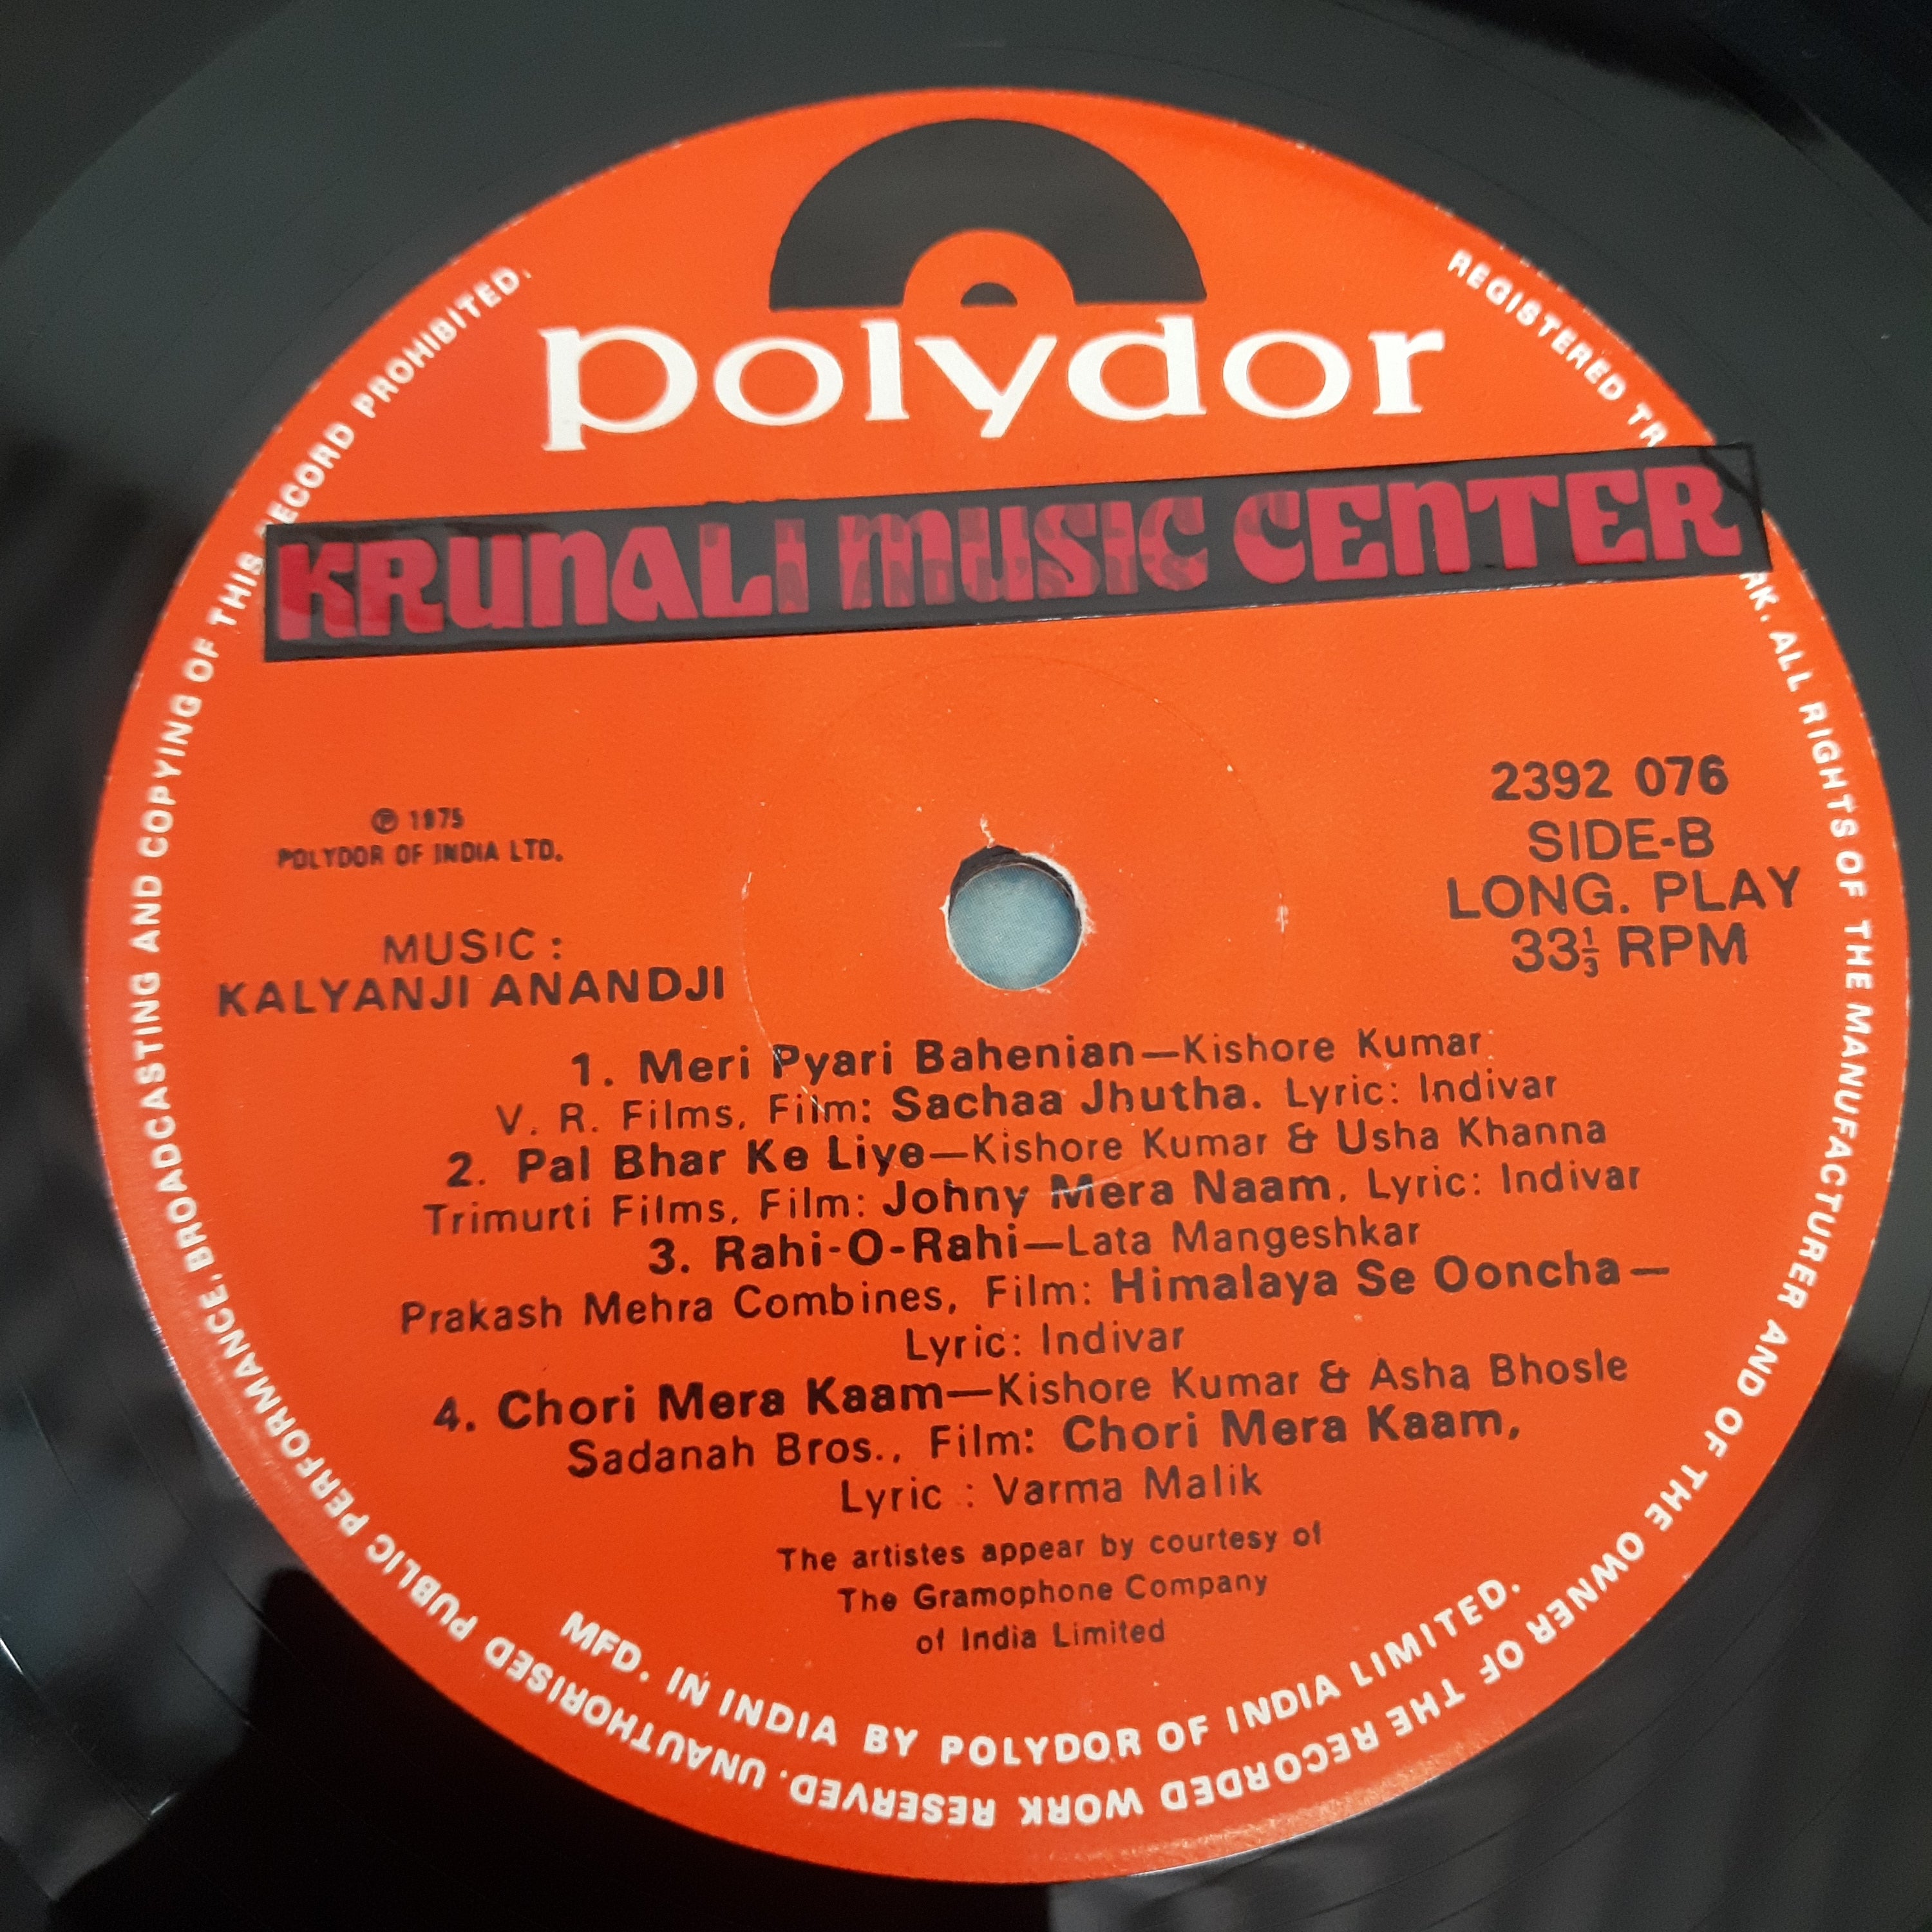 polydor
KRUNALI MUSIC CENTER
℗ 1975
POLYDOR OF INDIA LTD.
MUSIC :
KALYANJI ANANDJI
2392 076
SIDE-B
LONG. PLAY
33⅓ RPM
1. Meri Pyari Bahenian—Kishore Kumar
V. R. Films, Film: Sachaa Jhutha. Lyric: Indivar
2. Pal Bhar Ke Liye—Kishore Kumar & Usha Khanna
Trimurti Films, Film: Johny Mera Naam, Lyric: Indivar
3. Rahi-O-Rahi—Lata Mangeshkar
Prakash Mehra Combines, Film: Himalaya Se Ooncha—
Lyric: Indivar
4. Chori Mera Kaam—Kishore Kumar & Asha Bhosle
Sadanah Bros., Film: Chori Mera Kaam,
Lyric : Varma Malik
The artistes appear by courtesy of
The Gramophone Company
of India Limited
MFD. IN INDIA BY POLYDOR OF INDIA LIMITED.
REGISTERED ALL RIGHTS OF THE MANUFACTURER AND OF THE OWNER OF THE RECORDED WORK RESERVED. UNAUTHORISED PUBLIC PERFORMANCE, BROADCASTING AND COPYING OF THIS RECORD PROHIBITED.